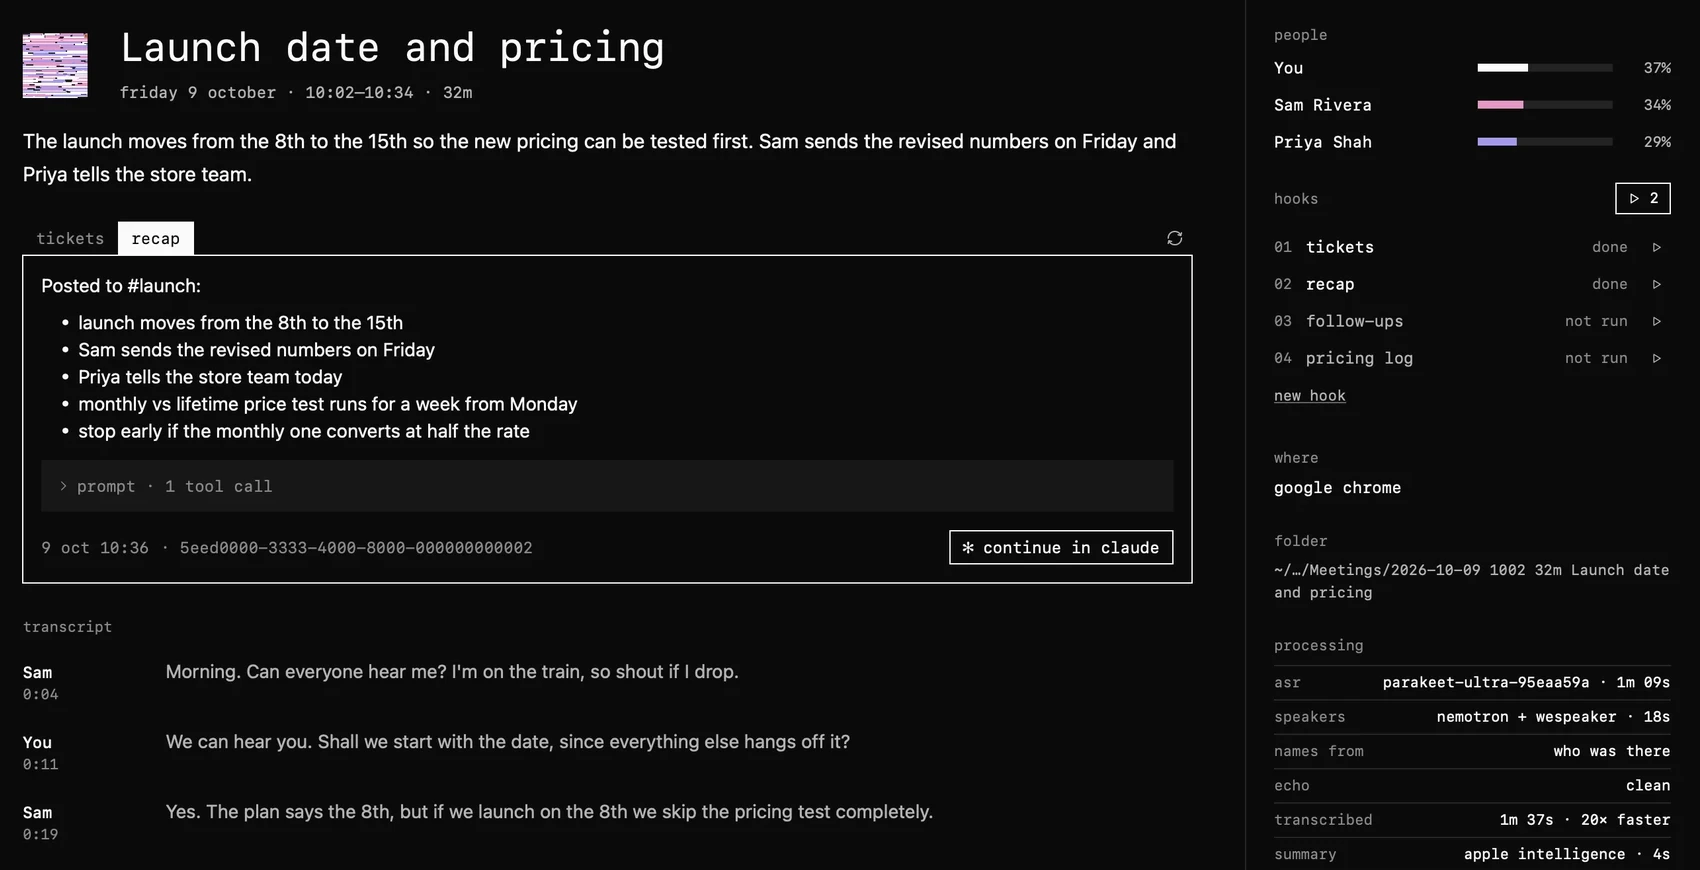 Launch date and pricing
friday 9 october · 10:02–10:34 · 32m
The launch moves from the 8th to the 15th so the new pricing can be tested first. Sam sends the revised numbers on Friday and
Priya tells the store team.
tickets recap
Posted to #launch:
• launch moves from the 8th to the 15th
• Sam sends the revised numbers on Friday
• Priya tells the store team today
• monthly vs lifetime price test runs for a week from Monday
• stop early if the monthly one converts at half the rate
> prompt · 1 tool call
9 oct 10:36 · 5eed0000-3333-4000-8000-000000000002
✻ continue in claude
transcript
Sam
0:04
Morning. Can everyone hear me? I'm on the train, so shout if I drop.
You
0:11
We can hear you. Shall we start with the date, since everything else hangs off it?
Sam
0:19
Yes. The plan says the 8th, but if we launch on the 8th we skip the pricing test completely.
people
You 37%
Sam Rivera 34%
Priya Shah 29%
hooks ▷ 2
01 tickets done ▷
02 recap done ▷
03 follow-ups not run ▷
04 pricing log not run ▷
new hook
where
google chrome
folder
~/…/Meetings/2026-10-09 1002 32m Launch date
and pricing
processing
asr parakeet-ultra-95eaa59a · 1m 09s
speakers nemotron + wespeaker · 18s
names from who was there
echo clean
transcribed 1m 37s · 20× faster
summary apple intelligence · 4s